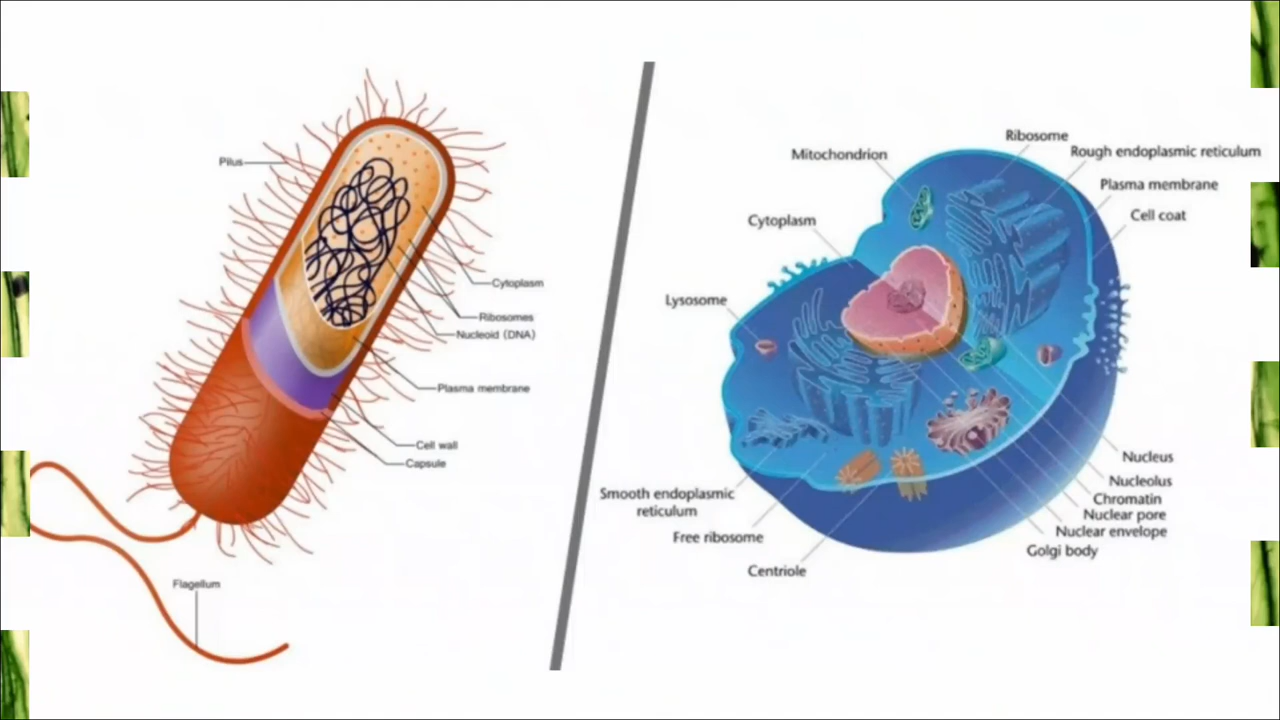 Pilus
Cytoplasm
Ribosomes
Nucleoid (DNA)
Plasma membrane
Cell wall
Capsule
Flagellum
Ribosome
Mitochondrion
Rough endoplasmic reticulum
Plasma membrane
Cell coat
Cytoplasm
Lysosome
Nucleus
Nucleolus
Chromatin
Nuclear pore
Nuclear envelope
Golgi body
Smooth endoplasmic
reticulum
Free ribosome
Centriole